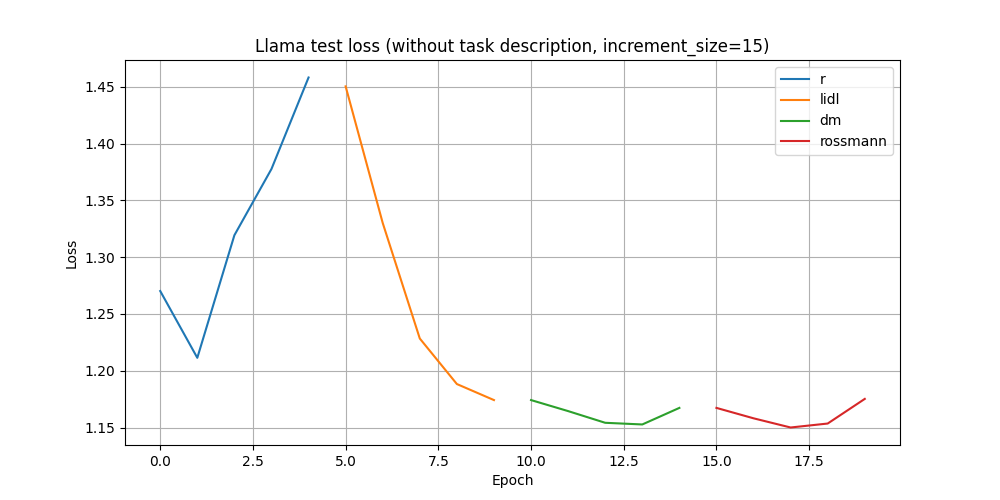 Llama test loss (without task description, increment_size=15)
r
lidl
dm
rossmann
Loss
1.45
1.40
1.35
1.30
1.25
1.20
1.15
0.0 2.5 5.0 7.5 10.0 12.5 15.0 17.5
Epoch